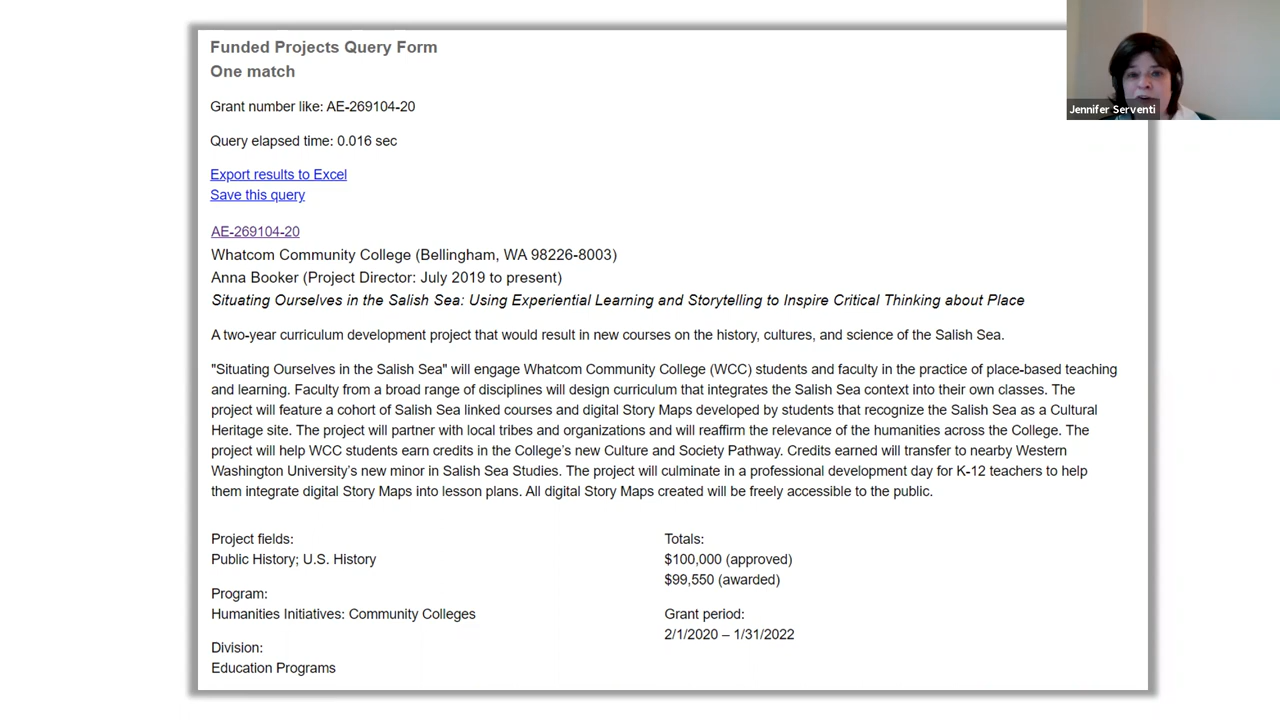 Funded Projects Query Form
One match
Grant number like: AE-269104-20
Query elapsed time: 0.016 sec
Export results to Excel
Save this query
AE-269104-20
Whatcom Community College (Bellingham, WA 98226-8003)
Anna Booker (Project Director: July 2019 to present)
Situating Ourselves in the Salish Sea: Using Experiential Learning and Storytelling to Inspire Critical Thinking about Place
A two-year curriculum development project that would result in new courses on the history, cultures, and science of the Salish Sea.
"Situating Ourselves in the Salish Sea" will engage Whatcom Community College (WCC) students and faculty in the practice of place-based teaching
and learning. Faculty from a broad range of disciplines will design curriculum that integrates the Salish Sea context into their own classes. The
project will feature a cohort of Salish Sea linked courses and digital Story Maps developed by students that recognize the Salish Sea as a Cultural
Heritage site. The project will partner with local tribes and organizations and will reaffirm the relevance of the humanities across the College. The
project will help WCC students earn credits in the College’s new Culture and Society Pathway. Credits earned will transfer to nearby Western
Washington University’s new minor in Salish Sea Studies. The project will culminate in a professional development day for K-12 teachers to help
them integrate digital Story Maps into lesson plans. All digital Story Maps created will be freely accessible to the public.
Project fields:
Public History; U.S. History
Program:
Humanities Initiatives: Community Colleges
Division:
Education Programs
Totals:
$100,000 (approved)
$99,550 (awarded)
Grant period:
2/1/2020 – 1/31/2022
Jennifer Serventi